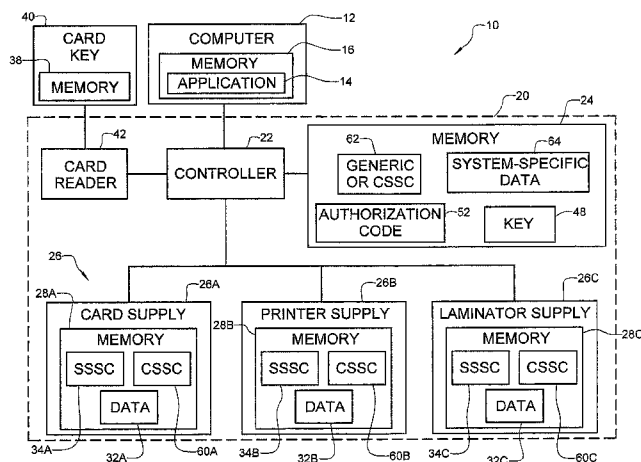 40
CARD
KEY
38
MEMORY
12
COMPUTER
16
MEMORY
APPLICATION
14
10
20
24
42
CARD
READER
22
CONTROLLER
MEMORY
62
GENERIC
OR CSSC
64
SYSTEM-SPECIFIC
DATA
AUTHORIZATION
CODE
52
KEY
48
26
26A
28A
CARD SUPPLY
MEMORY
SSSC
CSSC
DATA
34A
32A
60A
26B
28B
PRINTER SUPPLY
MEMORY
SSSC
CSSC
DATA
34B
32B
60B
26C
28C
LAMINATOR SUPPLY
MEMORY
SSSC
CSSC
DATA
34C
32C
60C